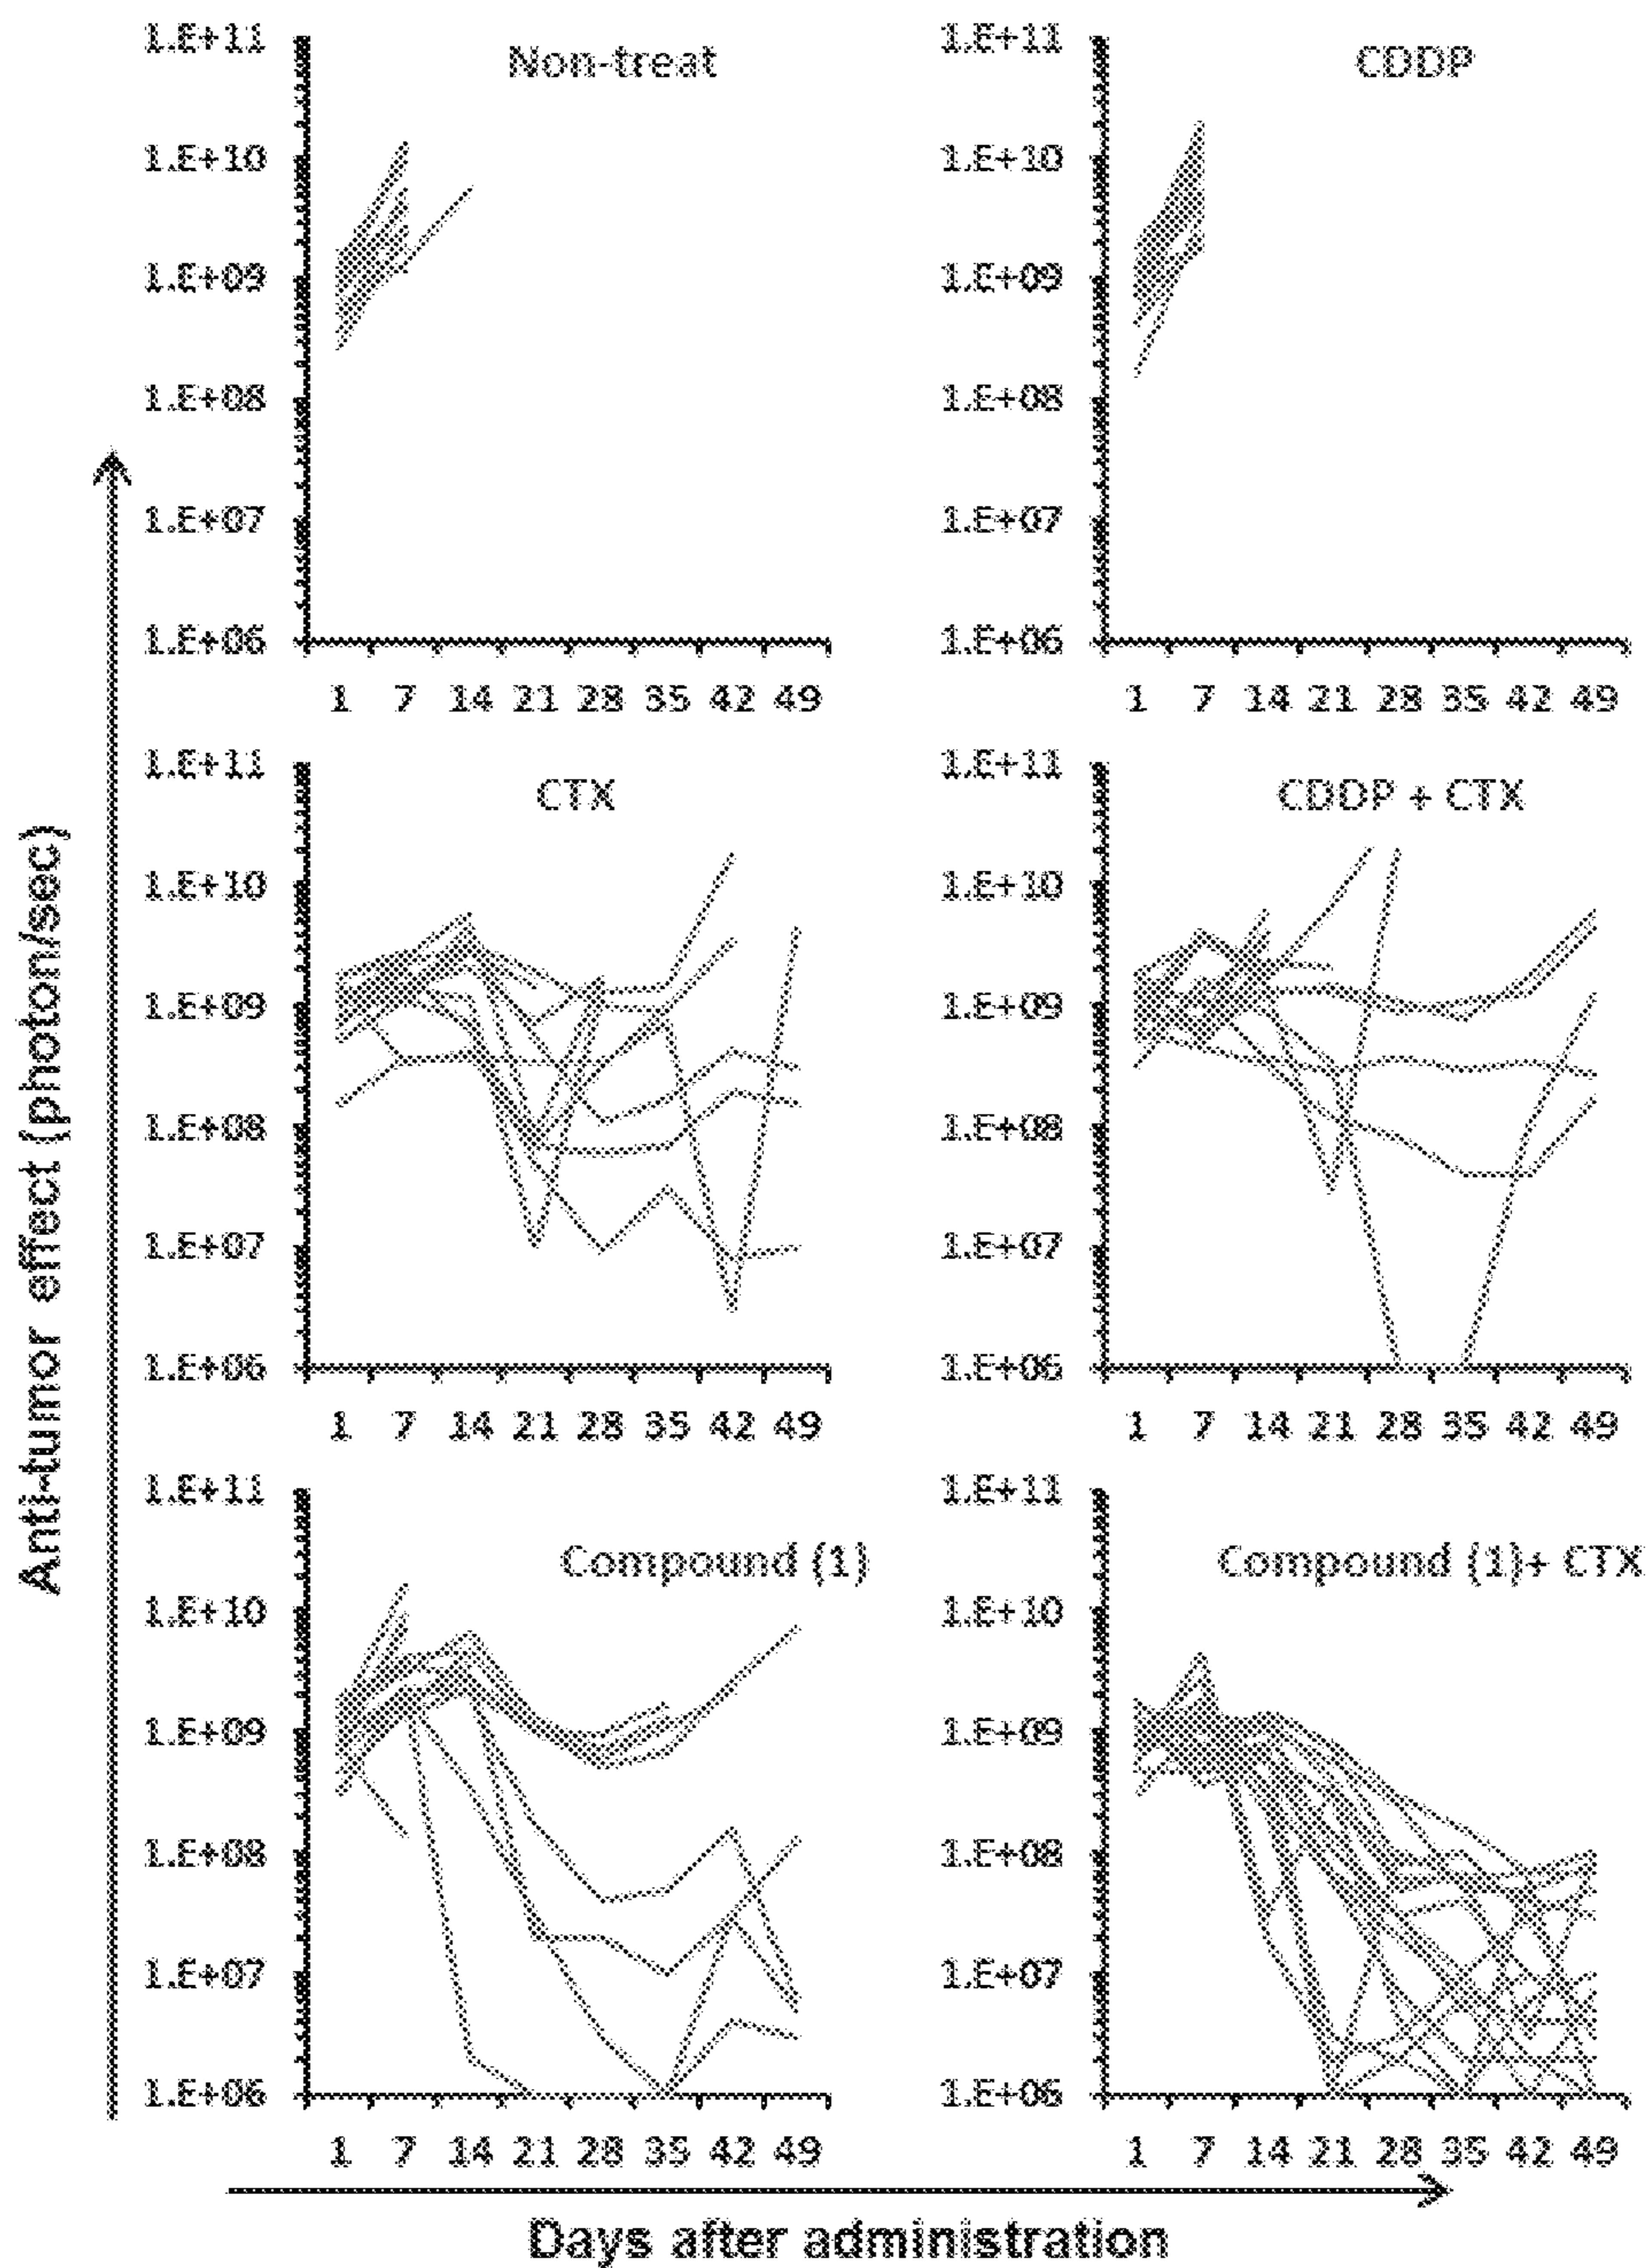 Anti-tumor effect (photon/sec)
Non-treat
1.E+11
1.E+10
1.E+09
1.E+08
1.E+07
1.E+06
1 7 14 21 28 35 42 49
CDDP
1.E+11
1.E+10
1.E+09
1.E+08
1.E+07
1.E+06
1 7 14 21 28 35 42 49
CTX
1.E+11
1.E+10
1.E+09
1.E+08
1.E+07
1.E+06
1 7 14 21 28 35 42 49
CDDP + CTX
1.E+11
1.E+10
1.E+09
1.E+08
1.E+07
1.E+06
1 7 14 21 28 35 42 49
Compound (1)
1.E+11
1.E+10
1.E+09
1.E+08
1.E+07
1.E+06
1 7 14 21 28 35 42 49
Compound (1)+ CTX
1.E+11
1.E+10
1.E+09
1.E+08
1.E+07
1.E+06
1 7 14 21 28 35 42 49
Days after administration